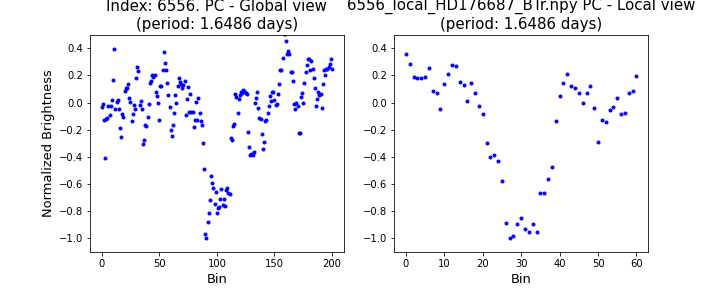 Index: 6556. PC - Global view
(period: 1.6486 days)
6556_local_HD176687_BTr.npy PC - Local view
(period: 1.6486 days)
Normalized Brightness
0.4
0.2
0.0
−0.2
−0.4
−0.6
−0.8
−1.0
0 50 100 150 200
Bin
0.4
0.2
0.0
−0.2
−0.4
−0.6
−0.8
−1.0
0 10 20 30 40 50 60
Bin